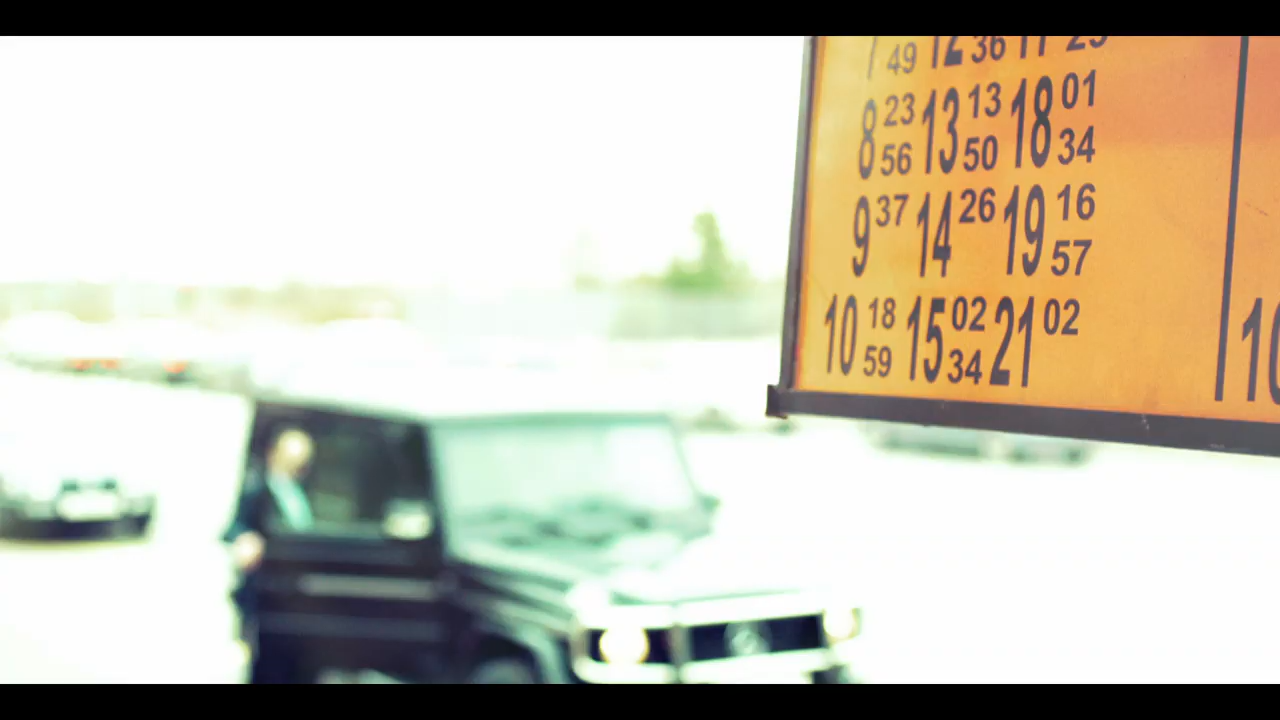 49 12 36 17
8 23 13 13 18 01
56 50 34
9 37 14 26 19 16
57
10 18 15 02 21 02
59 34